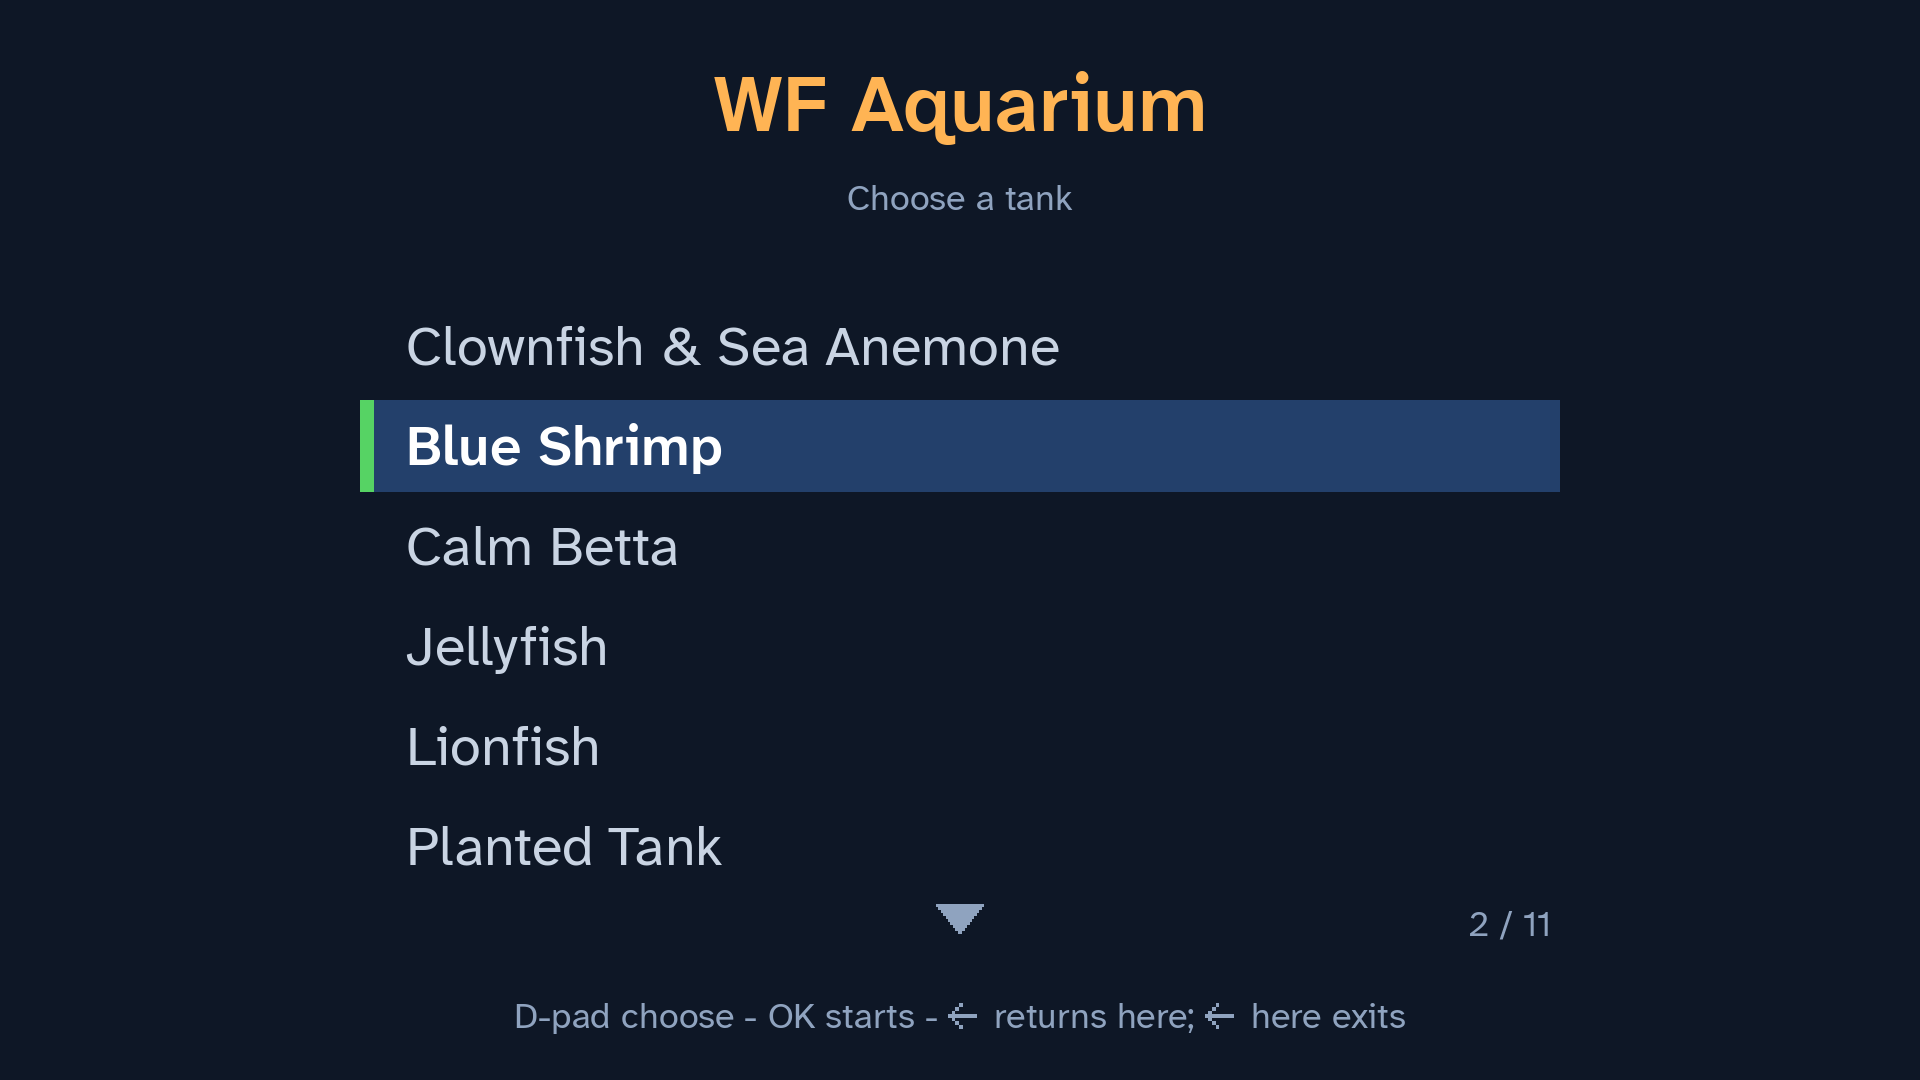 WF Aquarium
Choose a tank
Clownfish & Sea Anemone
Blue Shrimp
Calm Betta
Jellyfish
Lionfish
Planted Tank
2 / 11
D-pad choose - OK starts - ← returns here; ← here exits